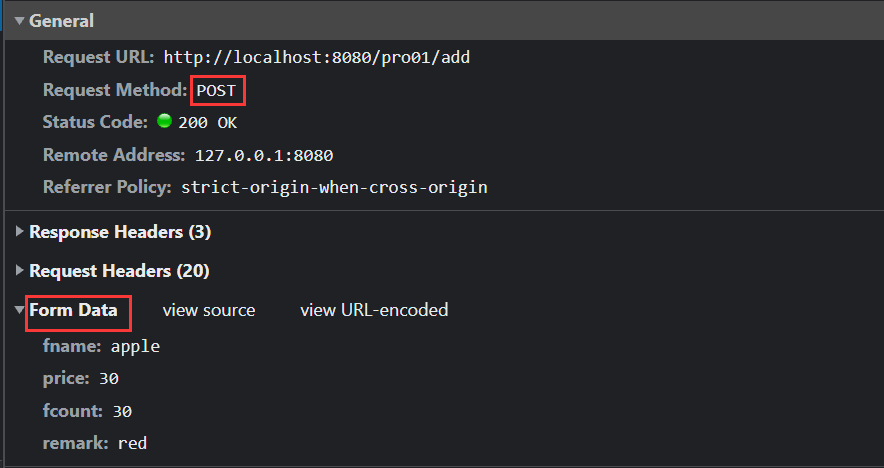 General
Request URL: http://localhost:8080/pro01/add
Request Method: POST
Status Code: 200 OK
Remote Address: 127.0.0.1:8080
Referrer Policy: strict-origin-when-cross-origin
Response Headers (3)
Request Headers (20)
Form Data view source view URL-encoded
fname: apple
price: 30
fcount: 30
remark: red